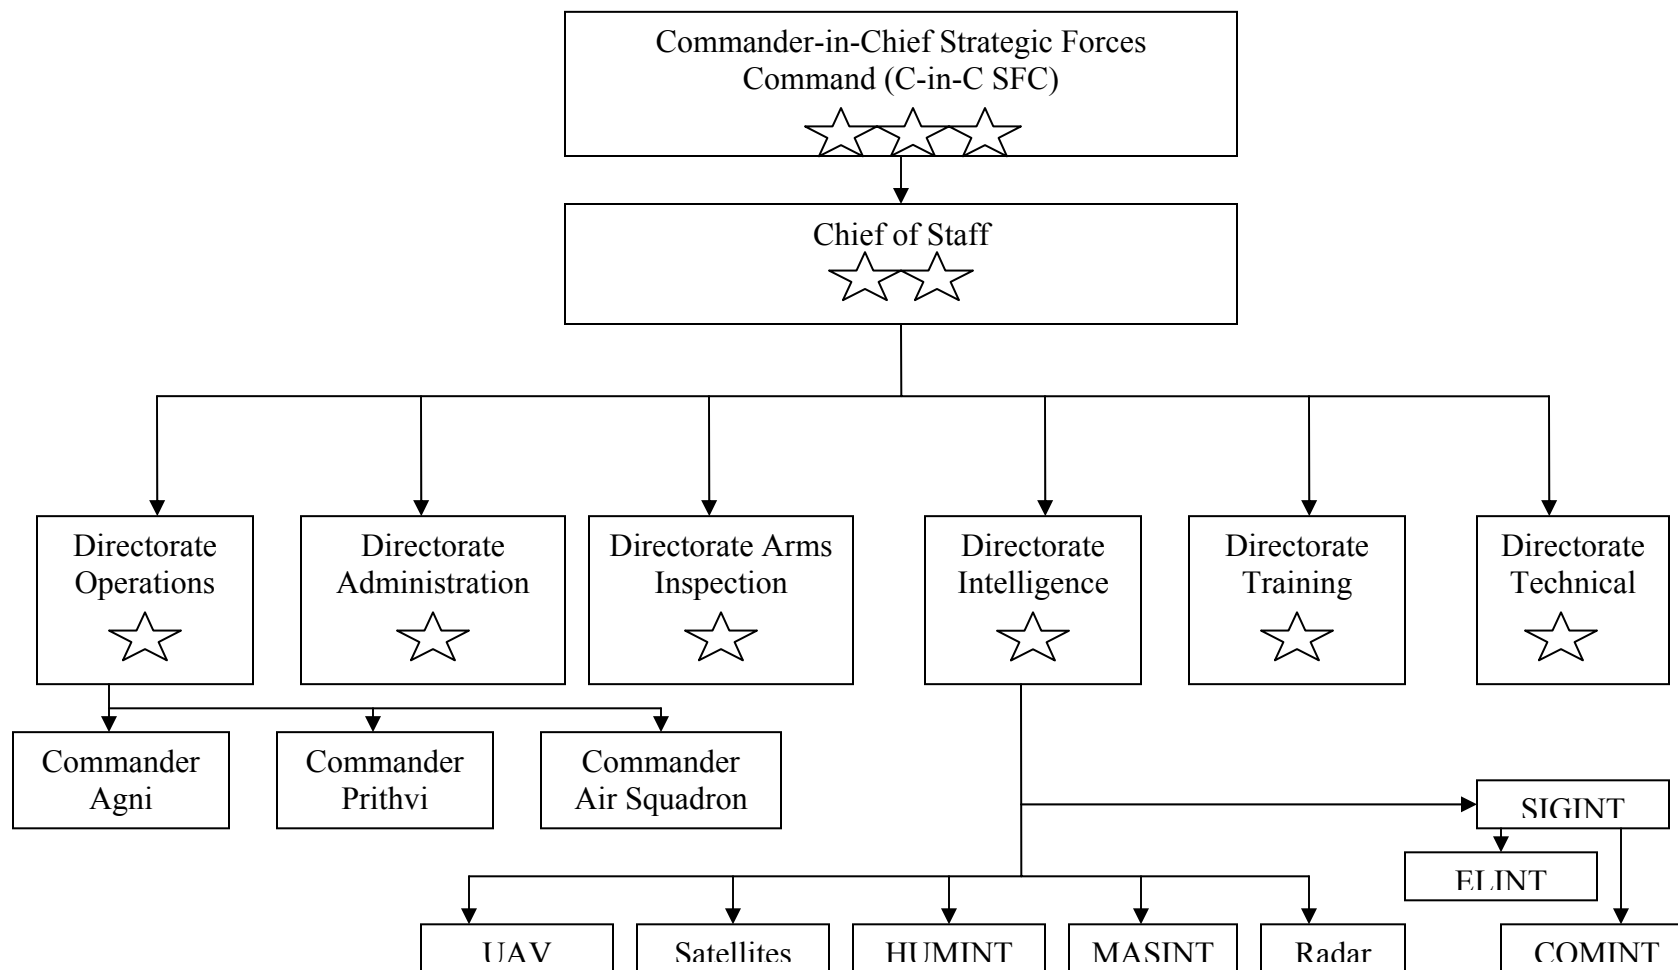 Commander-in-Chief Strategic Forces
Command (C-in-C SFC)
Chief of Staff
Directorate
Operations
Directorate
Administration
Directorate Arms
Inspection
Directorate
Intelligence
Directorate
Training
Directorate
Technical
Commander
Agni
Commander
Prithvi
Commander
Air Squadron
SIGINT
ELINT
UAV
Satellites
HUMINT
MASINT
Radar
COMINT